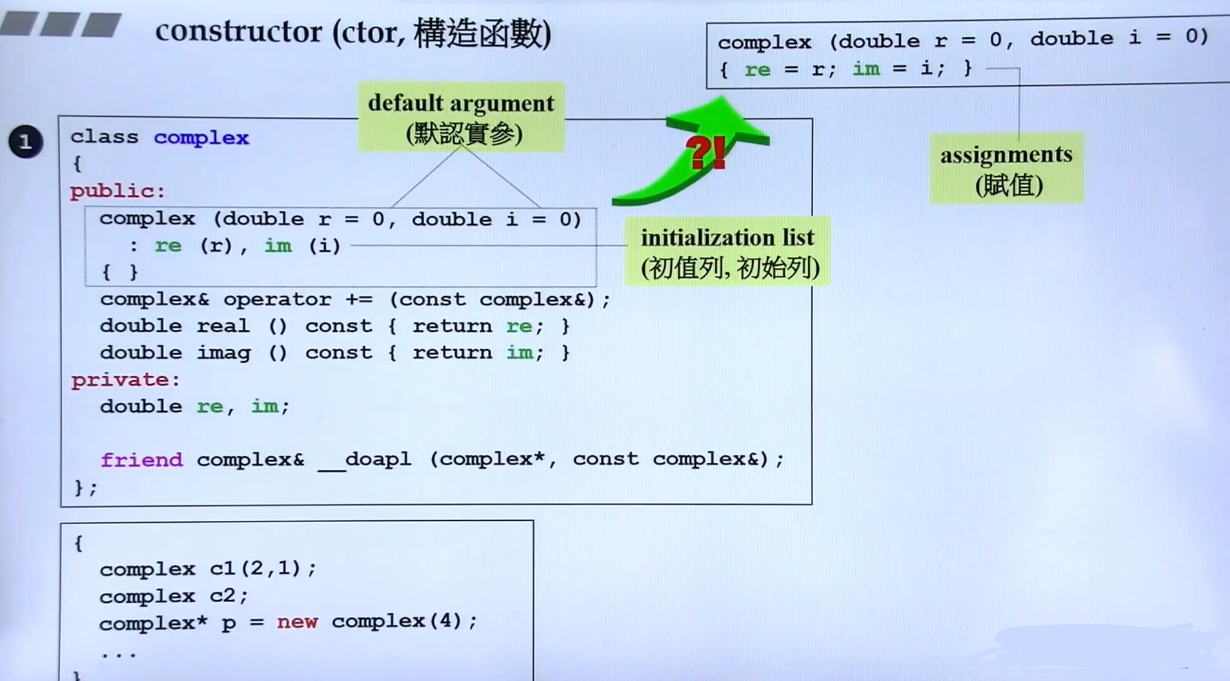 constructor (ctor, 構造函數)
complex (double r = 0, double i = 0)
{ re = r; im = i; }
assignments
(賦值)
default argument
(默認實參)
?!
initialization list
(初值列, 初始列)
1
class complex
{
public:
complex (double r = 0, double i = 0)
: re (r), im (i)
{ }
complex& operator += (const complex&);
double real () const { return re; }
double imag () const { return im; }
private:
double re, im;
friend complex& __doapl (complex*, const complex&);
};
{
complex c1(2,1);
complex c2;
complex* p = new complex(4);
...
}